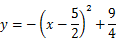 y = −(x − 5/2)² + 9/4